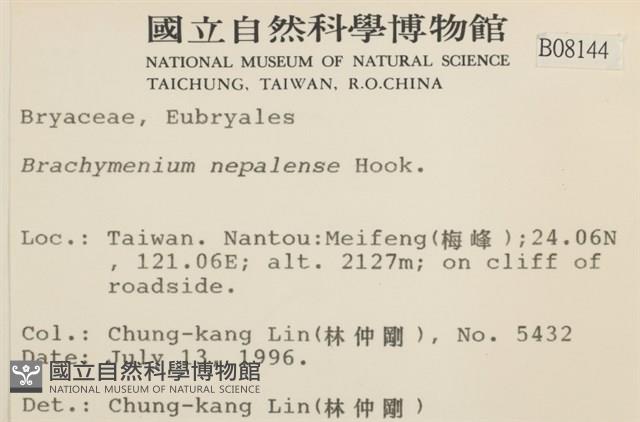 國立自然科學博物館
NATIONAL MUSEUM OF NATURAL SCIENCE
TAICHUNG, TAIWAN, R.O.CHINA
B08144
Bryaceae, Eubryales
Brachymenium nepalense Hook.
Loc.: Taiwan. Nantou:Meifeng(梅峰);24.06N
, 121.06E; alt. 2127m; on cliff of
roadside.
Col.: Chung-kang Lin(林仲剛), No. 5432
Date: July 13, 1996.
國立自然科學博物館
NATIONAL MUSEUM OF NATURAL SCIENCE
Det.: Chung-kang Lin(林仲剛)